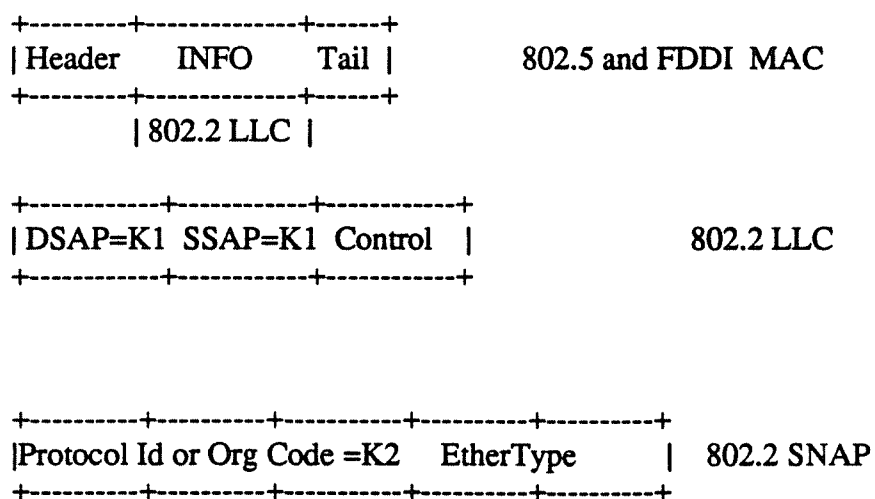 +--------+------------+------+
| Header INFO Tail | 802.5 and FDDI MAC
+--------+------------+------+
| 802.2 LLC |
+-----------+-----------+-----------+
| DSAP=K1 SSAP=K1 Control | 802.2 LLC
+-----------+-----------+-----------+
+----------+----------+-----------+----------+----------+
|Protocol Id or Org Code =K2 EtherType | 802.2 SNAP
+----------+----------+-----------+----------+----------+